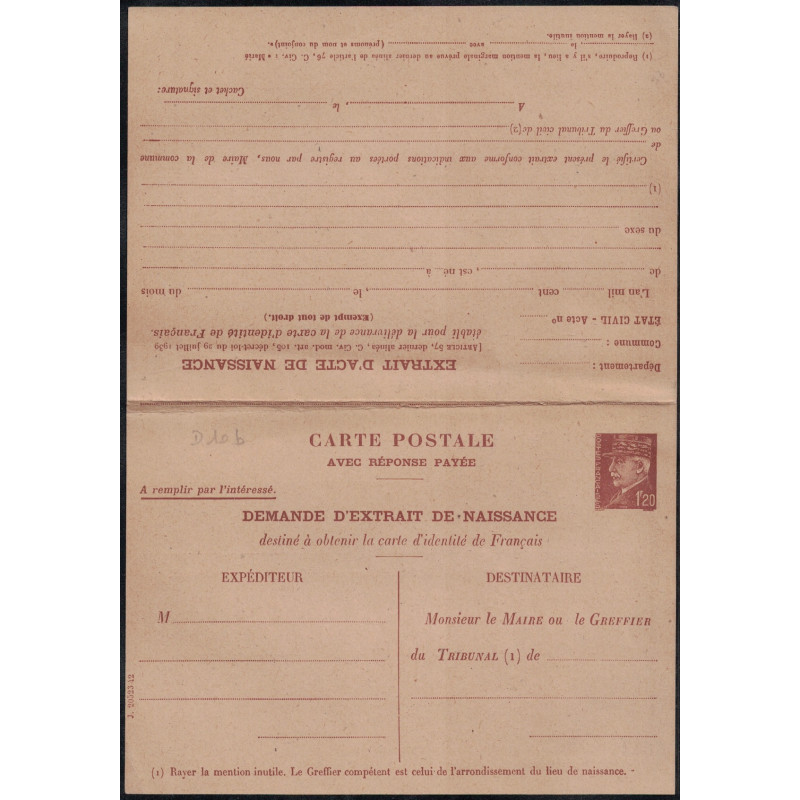 (2) Rayer la mention inutile.
le ........ avec ........ (prénoms et nom du conjoint) ».
(1) Reproduire, s'il y a lieu, la mention marginale prévue au dernier alinéa de l'article 76, C. Civ. : « Marié
Cachet et signature:
A ........, le ........
ou Greffier du Tribunal civil de (2)
de
Certifié le présent extrait conforme aux indications portées au registre par nous, Maire de la commune
(1)
du sexe
de ........, est né ... à ........
L'an mil ........ cent ........, le ........ du mois
ÉTAT CIVIL - Acte nº
(Exempt de tout droit.)
Commune :
établi pour la délivrance de la carte d'identité de Français.
[ARTICLE 57, dernier alinéa, C. Civ. mod. art. 105, décret-loi du 29 juillet 1939
Département :
EXTRAIT D'ACTE DE NAISSANCE
D 10 b
CARTE POSTALE
AVEC RÉPONSE PAYÉE
1F20
A remplir par l'intéressé.
DEMANDE D'EXTRAIT DE NAISSANCE
destiné à obtenir la carte d'identité de Français
EXPÉDITEUR
DESTINATAIRE
M
Monsieur le MAIRE ou le GREFFIER
du TRIBUNAL (1) de
J. 2052342
(1) Rayer la mention inutile. Le Greffier compétent est celui de l'arrondissement du lieu de naissance.